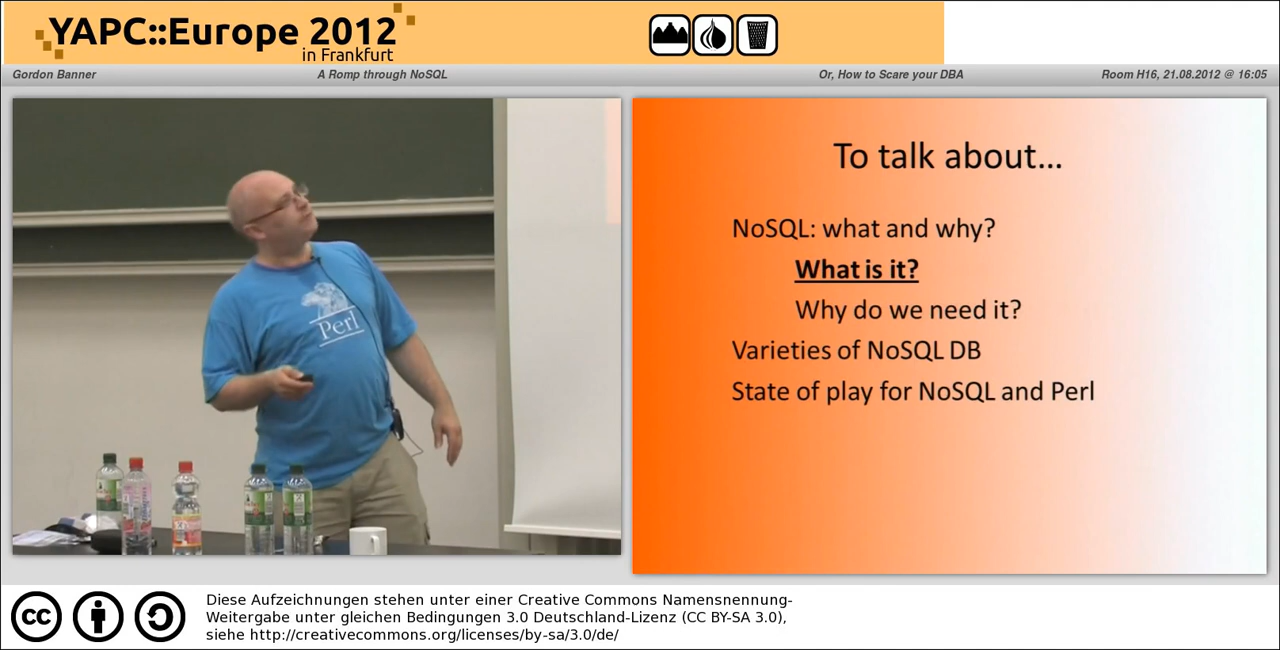 YAPC::Europe 2012
in Frankfurt
Gordon Banner
A Romp through NoSQL
Or, How to Scare your DBA
Room H16, 21.08.2012 @ 16:05
Perl
To talk about...
NoSQL: what and why?
What is it?
Why do we need it?
Varieties of NoSQL DB
State of play for NoSQL and Perl
cc
Diese Aufzeichnungen stehen unter einer Creative Commons Namensnennung-
Weitergabe unter gleichen Bedingungen 3.0 Deutschland-Lizenz (CC BY-SA 3.0),
siehe http://creativecommons.org/licenses/by-sa/3.0/de/